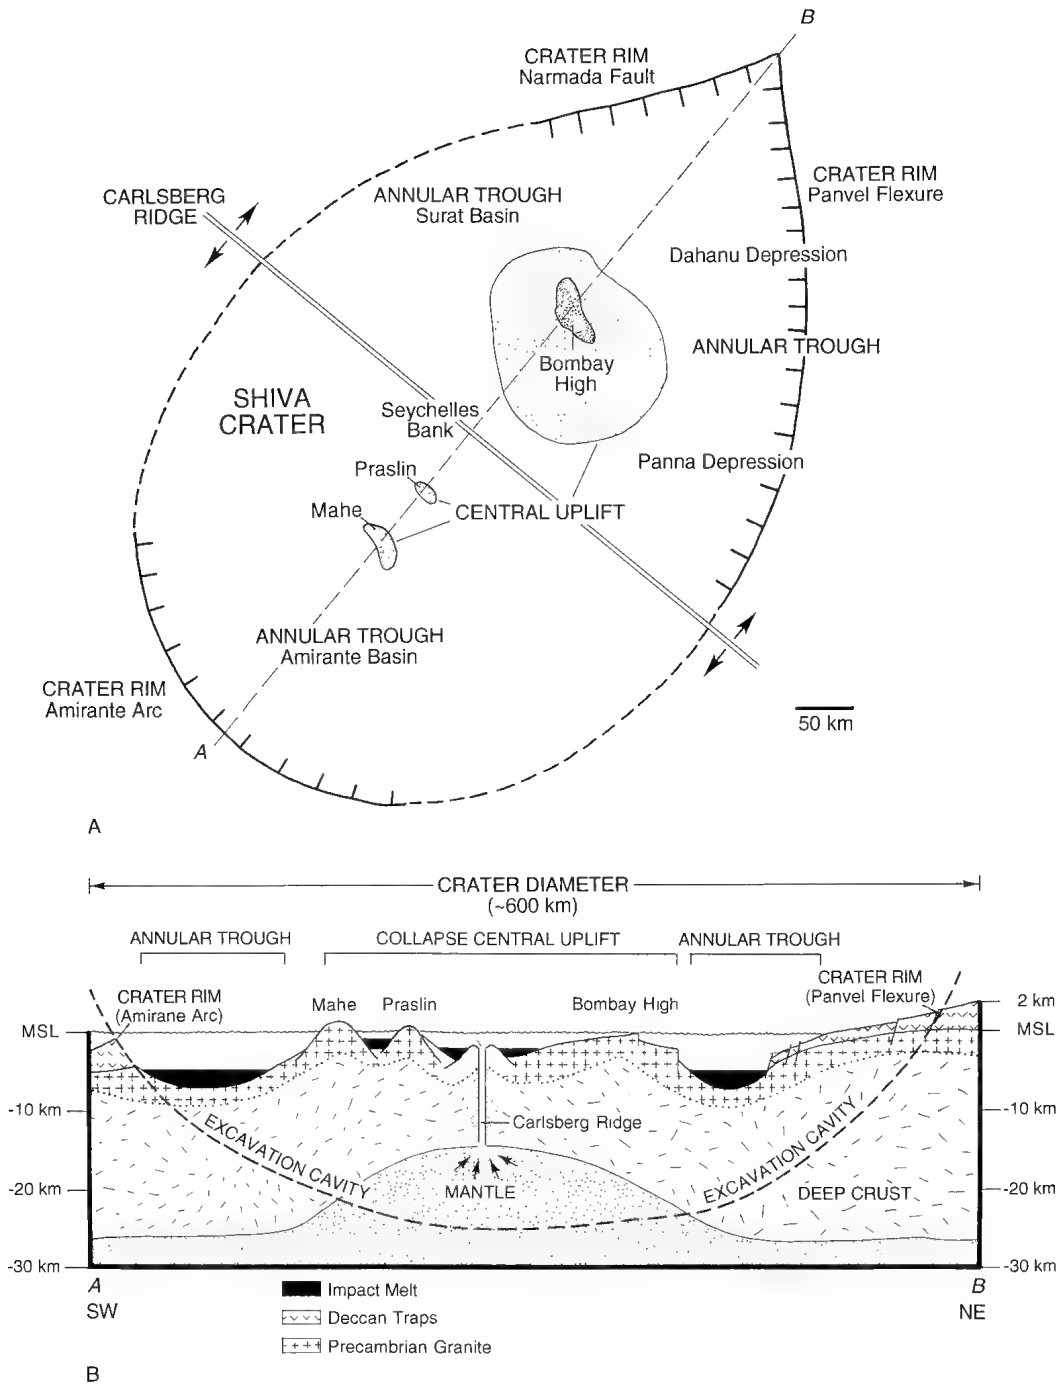 B
CRATER RIM
Narmada Fault
CRATER RIM
Panvel Flexure
ANNULAR TROUGH
Surat Basin
CARLSBERG
RIDGE
Dahanu Depression
ANNULAR TROUGH
Bombay
High
SHIVA
CRATER
Seychelles
Bank
Praslin
Panna Depression
Mahe
CENTRAL UPLIFT
ANNULAR TROUGH
Amirante Basin
CRATER RIM
Amirante Arc
50 km
A
A
CRATER DIAMETER
(~600 km)
ANNULAR TROUGH
COLLAPSE CENTRAL UPLIFT
ANNULAR TROUGH
CRATER RIM
(Amirane Arc)
Mahe
Praslin
Bombay High
CRATER RIM
(Panvel Flexure)
2 km
MSL
MSL
-10 km
-10 km
Carlsberg Ridge
EXCAVATION CAVITY
EXCAVATION CAVITY
MANTLE
DEEP CRUST
-20 km
-20 km
-30 km
-30 km
A
B
SW
NE
Impact Melt
Deccan Traps
Precambrian Granite
B